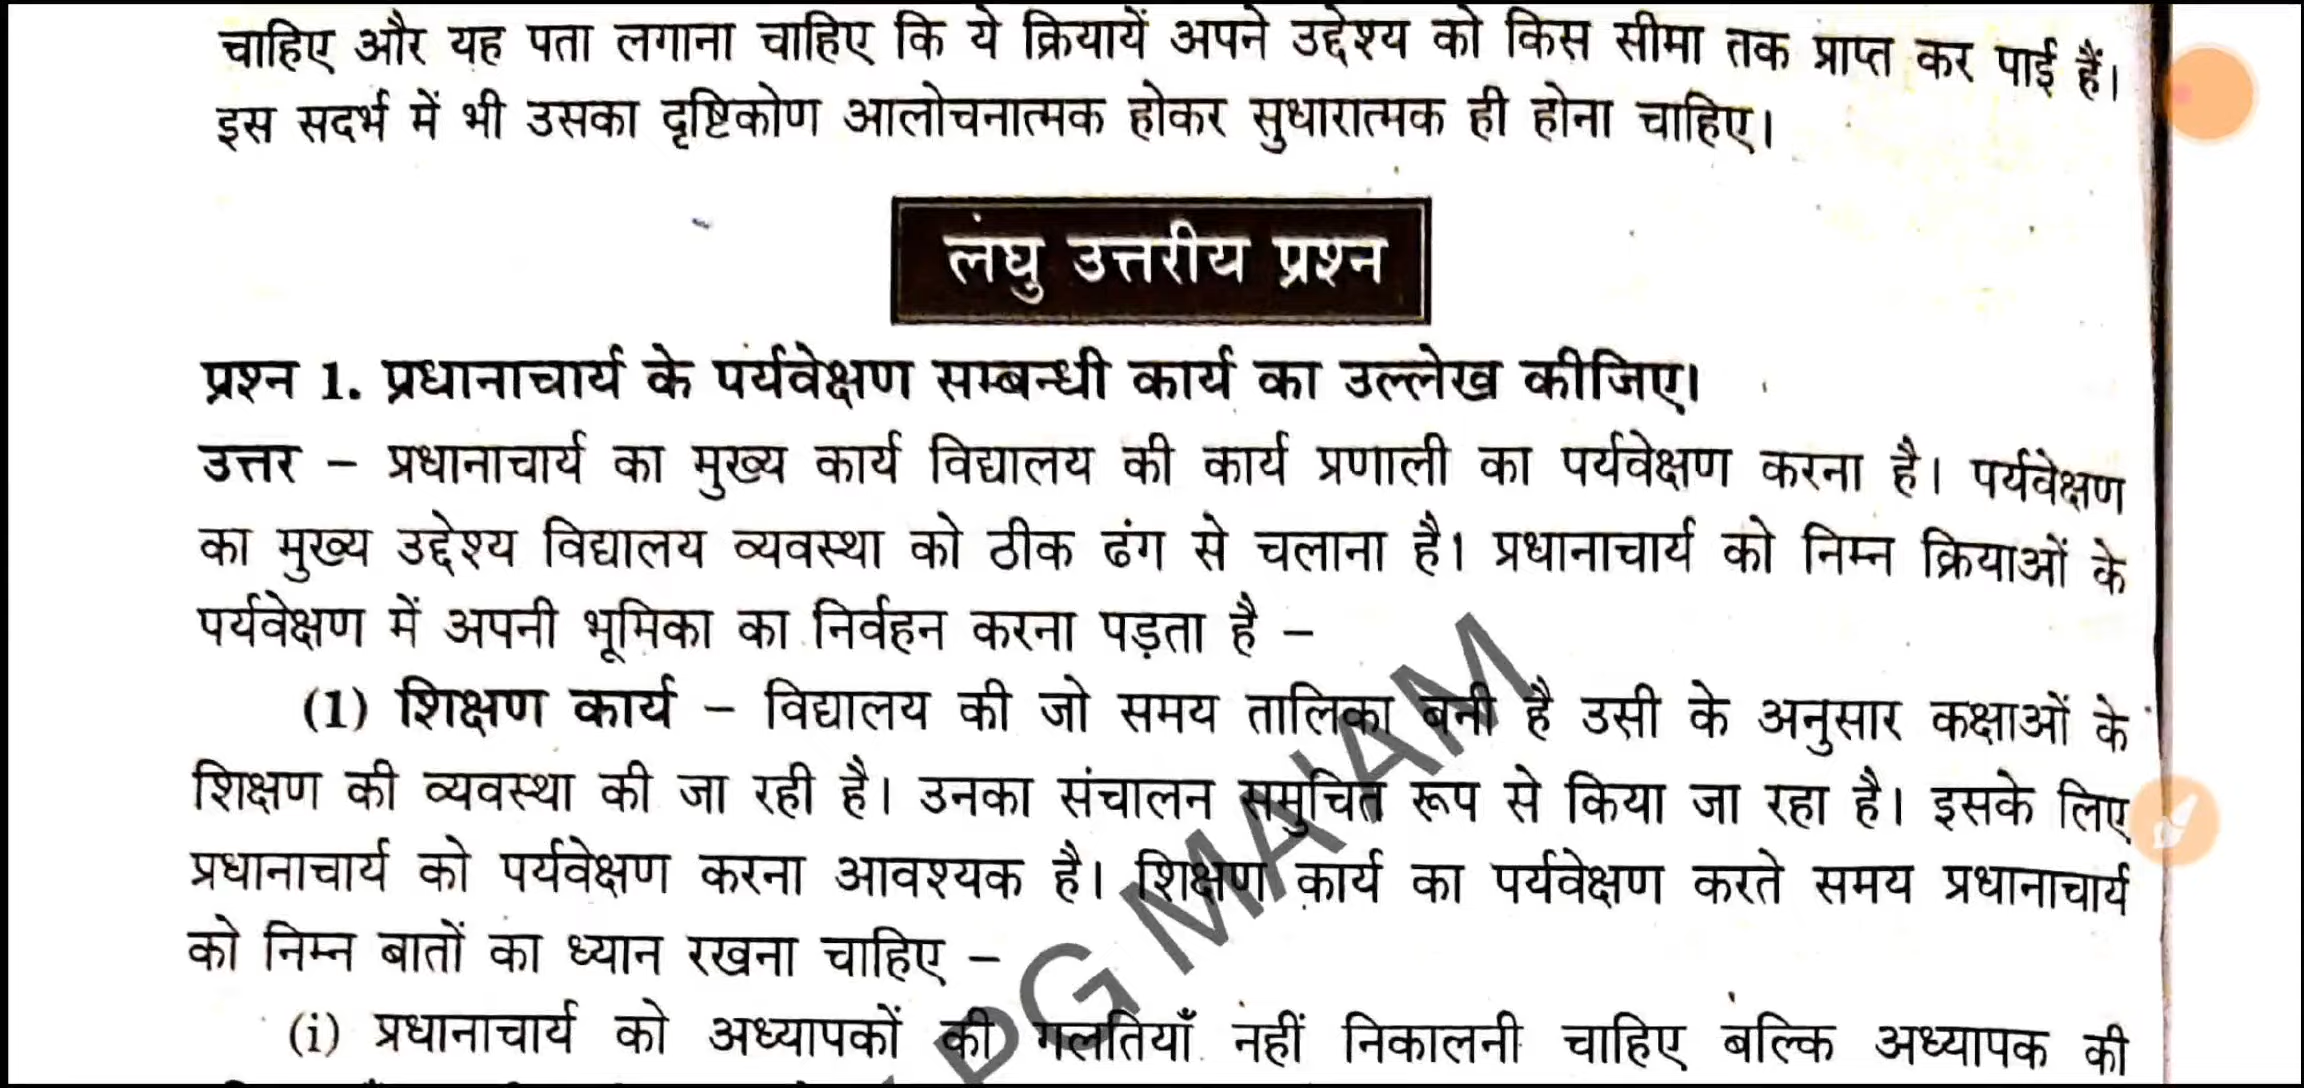 चाहिए और यह पता लगाना चाहिए कि ये क्रियायें अपने उद्देश्य को किस सीमा तक प्राप्त कर पाई हैं।
इस सदर्भ में भी उसका दृष्टिकोण आलोचनात्मक होकर सुधारात्मक ही होना चाहिए।
लघु उत्तरीय प्रश्न
प्रश्न 1. प्रधानाचार्य के पर्यवेक्षण सम्बन्धी कार्य का उल्लेख कीजिए।
उत्तर – प्रधानाचार्य का मुख्य कार्य विद्यालय की कार्य प्रणाली का पर्यवेक्षण करना है। पर्यवेक्षण
का मुख्य उद्देश्य विद्यालय व्यवस्था को ठीक ढंग से चलाना है। प्रधानाचार्य को निम्न क्रियाओं के
पर्यवेक्षण में अपनी भूमिका का निर्वहन करना पड़ता है –
(1) शिक्षण कार्य – विद्यालय की जो समय तालिका बनी है उसी के अनुसार कक्षाओं के
शिक्षण की व्यवस्था की जा रही है। उनका संचालन समुचित रूप से किया जा रहा है। इसके लिए
प्रधानाचार्य को पर्यवेक्षण करना आवश्यक है। शिक्षण कार्य का पर्यवेक्षण करते समय प्रधानाचार्य
को निम्न बातों का ध्यान रखना चाहिए –
(i) प्रधानाचार्य को अध्यापकों की गलतियाँ नहीं निकालनी चाहिए बल्कि अध्यापक की
PG MAJAM